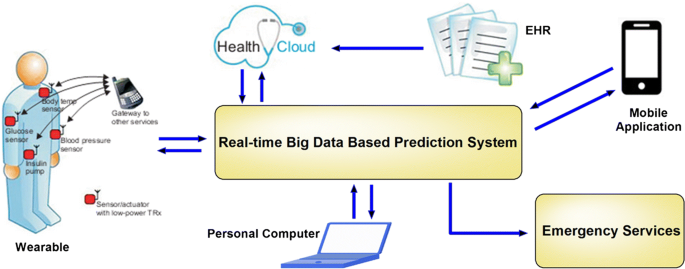 Health Cloud
EHR
Mobile
Application
Body temp
sensor
Gateway to
other services
Glucose
sensor
Blood pressure
sensor
Insulin
pump
Sensor/actuator
with low-power TRx
Wearable
Real-time Big Data Based Prediction System
Personal Computer
Emergency Services